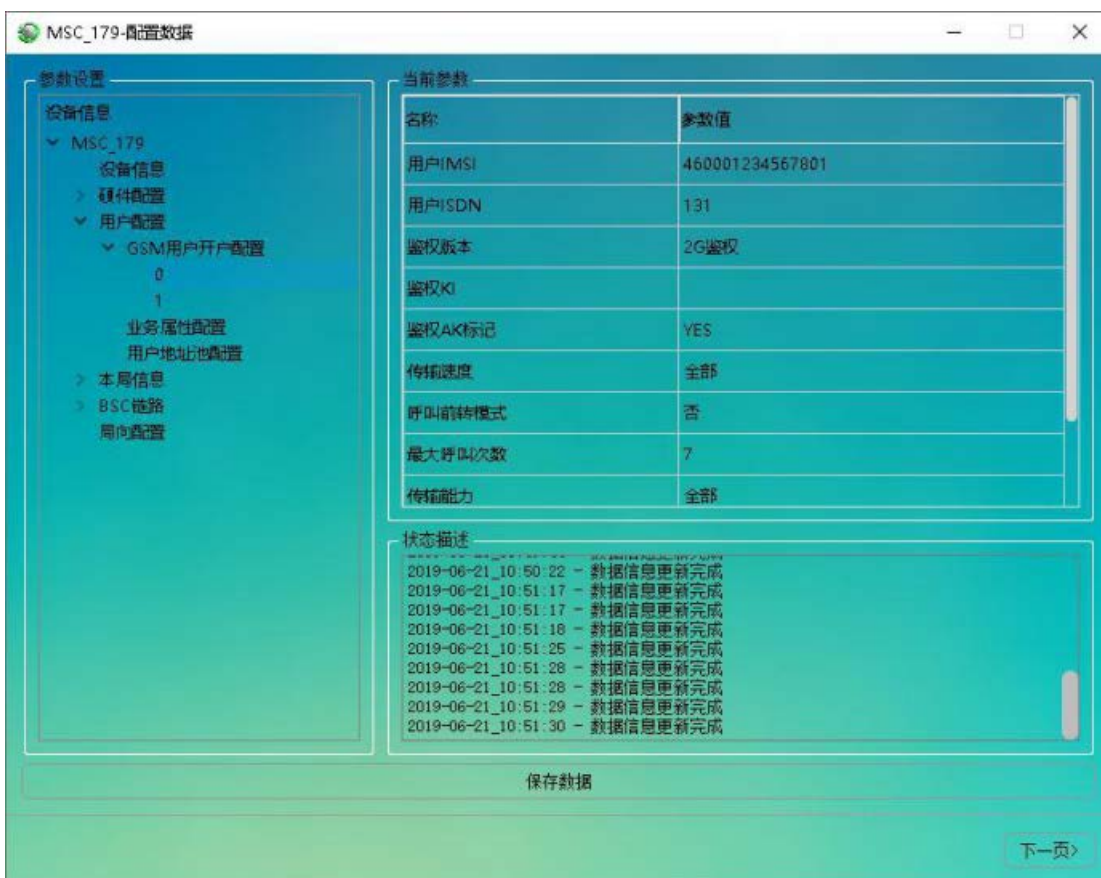 MSC_179-配置数据
参数设置
设备信息
MSC_179
设备信息
硬件配置
用户配置
GSM用户开户配置
0
1
业务属性配置
用户地址池配置
本局信息
BSC链路
局向配置
当前参数
名称 参数值
用户IMSI 460001234567801
用户ISDN 131
鉴权版本 2G鉴权
鉴权KI
鉴权AK标记 YES
传输速度 全部
呼叫前转模式 否
最大呼叫次数 7
传输能力 全部
状态描述
2019-06-21_10:50:22 - 数据信息更新完成
2019-06-21_10:51:17 - 数据信息更新完成
2019-06-21_10:51:17 - 数据信息更新完成
2019-06-21_10:51:18 - 数据信息更新完成
2019-06-21_10:51:25 - 数据信息更新完成
2019-06-21_10:51:28 - 数据信息更新完成
2019-06-21_10:51:28 - 数据信息更新完成
2019-06-21_10:51:29 - 数据信息更新完成
2019-06-21_10:51:30 - 数据信息更新完成
保存数据
下一页>